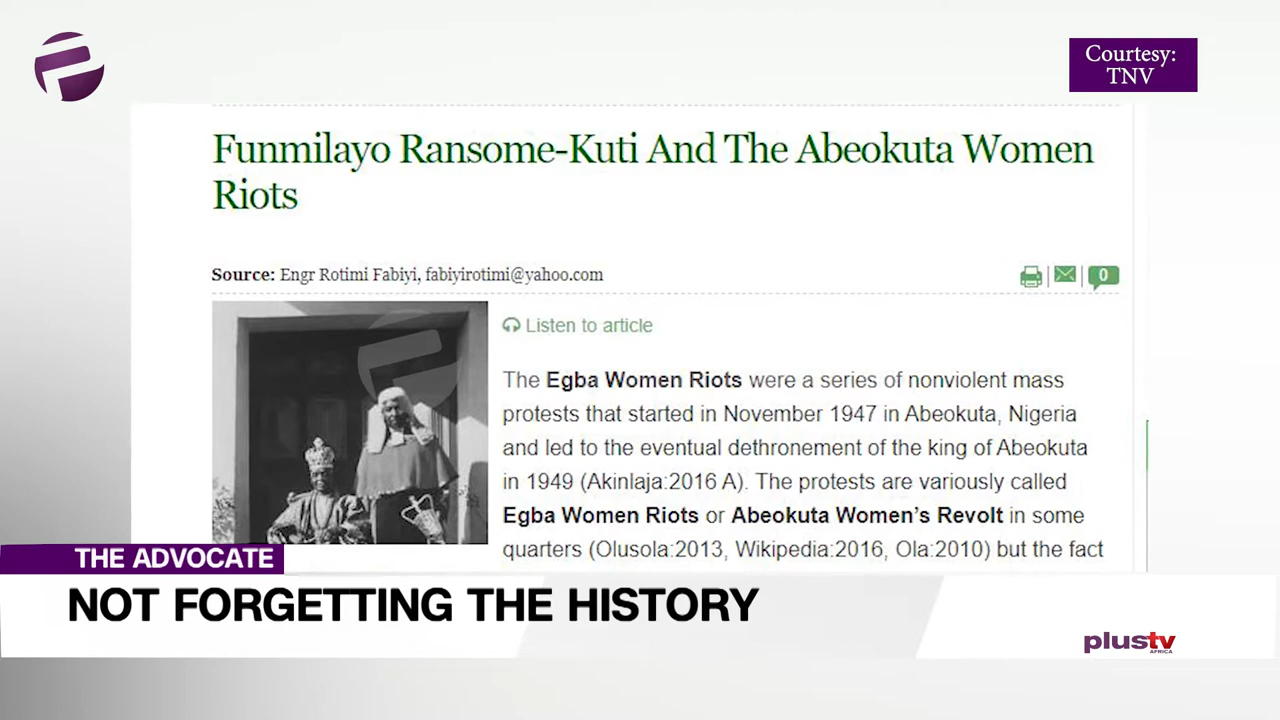 Courtesy:
TNV
Funmilayo Ransome-Kuti And The Abeokuta Women
Riots
Source: Engr Rotimi Fabiyi, fabiyirotimi@yahoo.com
0
Listen to article
The Egba Women Riots were a series of nonviolent mass
protests that started in November 1947 in Abeokuta, Nigeria
and led to the eventual dethronement of the king of Abeokuta
in 1949 (Akinlaja:2016 A). The protests are variously called
Egba Women Riots or Abeokuta Women's Revolt in some
quarters (Olusola:2013, Wikipedia:2016, Ola:2010) but the fact
THE ADVOCATE
NOT FORGETTING THE HISTORY
plustv
AFRICA